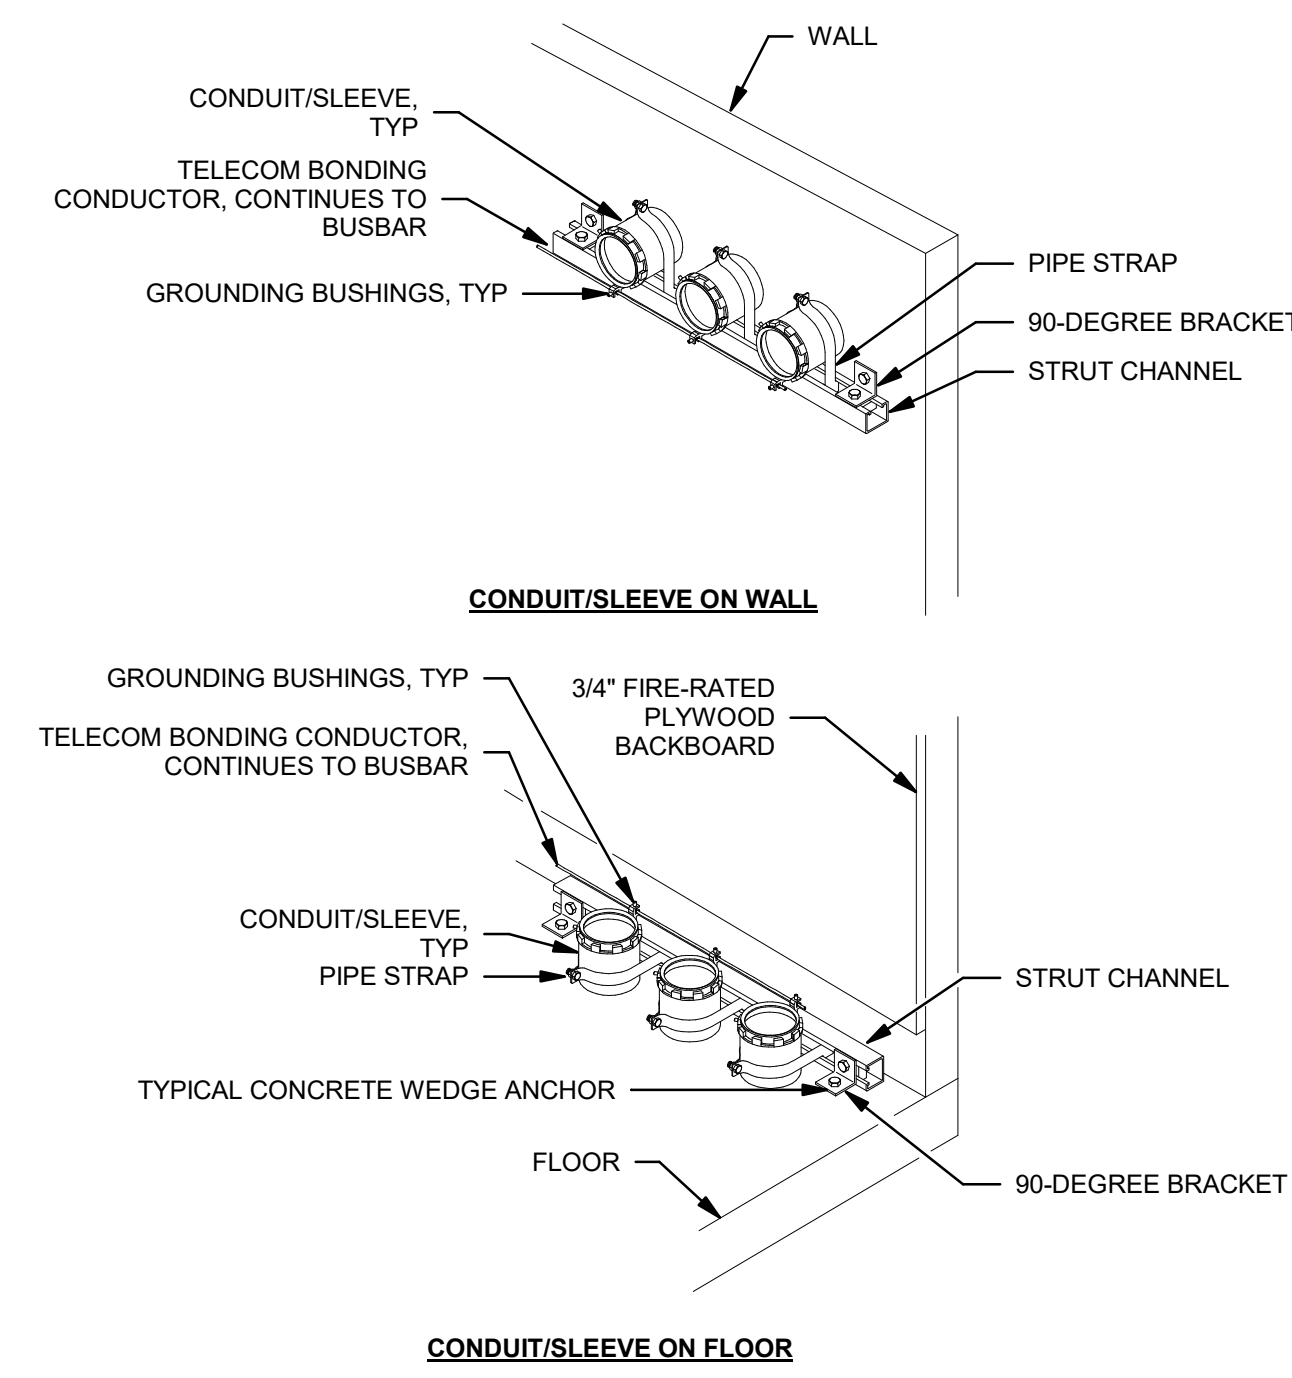 WALL
CONDUIT/SLEEVE,
TYP
TELECOM BONDING
CONDUCTOR, CONTINUES TO
BUSBAR
GROUNDING BUSHINGS, TYP
PIPE STRAP
90-DEGREE BRACKET
STRUT CHANNEL
CONDUIT/SLEEVE ON WALL
GROUNDING BUSHINGS, TYP
3/4" FIRE-RATED
PLYWOOD
BACKBOARD
TELECOM BONDING CONDUCTOR,
CONTINUES TO BUSBAR
CONDUIT/SLEEVE,
TYP
PIPE STRAP
STRUT CHANNEL
TYPICAL CONCRETE WEDGE ANCHOR
FLOOR
90-DEGREE BRACKET
CONDUIT/SLEEVE ON FLOOR